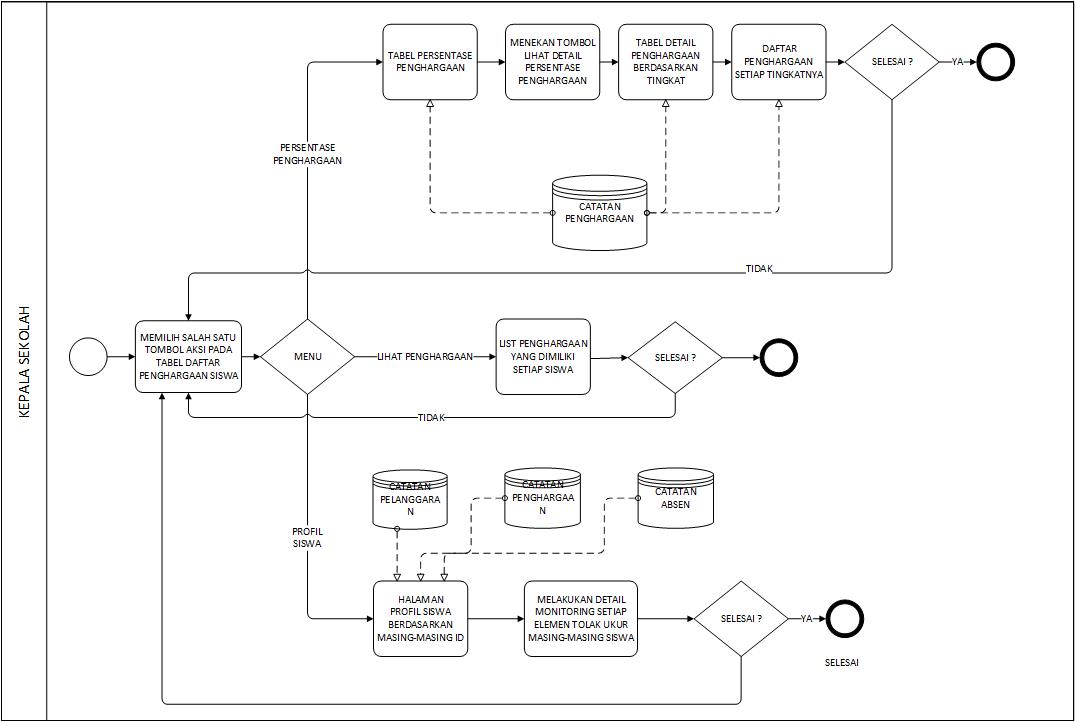 KEPALA SEKOLAH
TABEL PERSENTASE
PENGHARGAAN
MENEKAN TOMBOL
LIHAT DETAIL
PERSENTASE
PENGHARGAAN
TABEL DETAIL
PENGHARGAAN
BERDASARKAN
TINGKAT
DAFTAR
PENGHARGAAN
SETIAP TINGKATNYA
SELESAI ?
YA
PERSENTASE
PENGHARGAAN
CATATAN
PENGHARGAAN
TIDAK
MEMILIH SALAH SATU
TOMBOL AKSI PADA
TABEL DAFTAR
PENGHARGAAN SISWA
MENU
LIHAT PENGHARGAAN
LIST PENGHARGAAN
YANG DIMILIKI
SETIAP SISWA
SELESAI ?
TIDAK
CATATAN
PELANGGARA
N
CATATAN
PENGHARGAA
N
CATATAN
ABSEN
PROFIL
SISWA
HALAMAN
PROFIL SISWA
BERDASARKAN
MASING-MASING ID
MELAKUKAN DETAIL
MONITORING SETIAP
ELEMEN TOLAK UKUR
MASING-MASING SISWA
SELESAI ?
YA
SELESAI